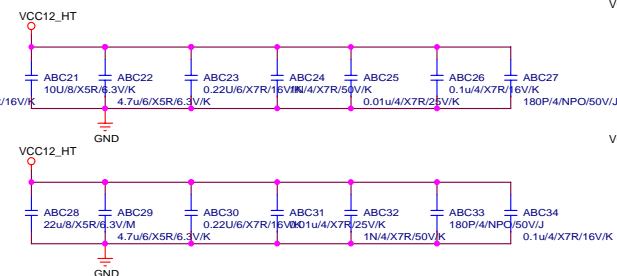 VCC12_HT
V
ABC21 ABC22 ABC23 ABC24 ABC25 ABC26 ABC27
10U/8/X5R/6.3V/K 0.22U/6/X7R/16V/K 1N/4/X7R/50V/K 0.1u/4/X7R/16V/K
/16V/K 4.7u/6/X5R/6.3V/K 0.01u/4/X7R/25V/K 180P/4/NPO/50V/J
GND
VCC12_HT
V
ABC28 ABC29 ABC30 ABC31 ABC32 ABC33 ABC34
22u/8/X5R/6.3V/M 0.22U/6/X7R/16V/K 0.01u/4/X7R/25V/K 180P/4/NPO/50V/J
4.7u/6/X5R/6.3V/K 1N/4/X7R/50V/K 0.1u/4/X7R/16V/K
GND